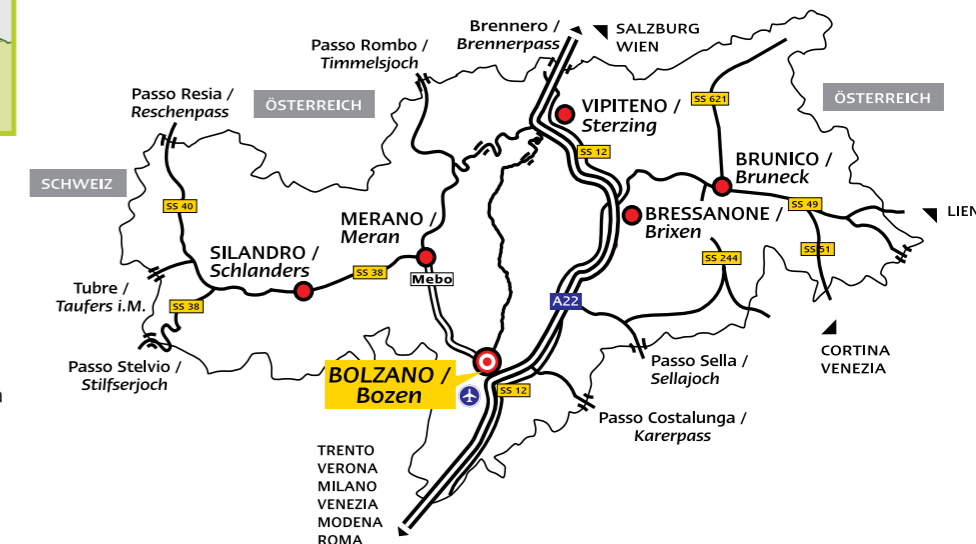 Brennero /
Brennerpass
SALZBURG
WIEN
Passo Rombo /
Timmelsjoch
Passo Resia /
Reschenpass
ÖSTERREICH
SS 621
ÖSTERREICH
VIPITENO /
Sterzing
SS 12
BRUNICO /
Bruneck
SCHWEIZ
SS 40
MERANO /
Meran
BRESSANONE /
Brixen
SS 49
LIEN
SILANDRO /
Schlanders
SS 38
Mebo
SS 244
SS 51
Tubre /
Taufers i.M.
SS 38
A22
Passo Stelvio /
Stilfserjoch
BOLZANO /
Bozen
SS 12
Passo Sella /
Sellajoch
CORTINA
VENEZIA
Passo Costalunga /
Karerpass
TRENTO
VERONA
MILANO
VENEZIA
MODENA
ROMA